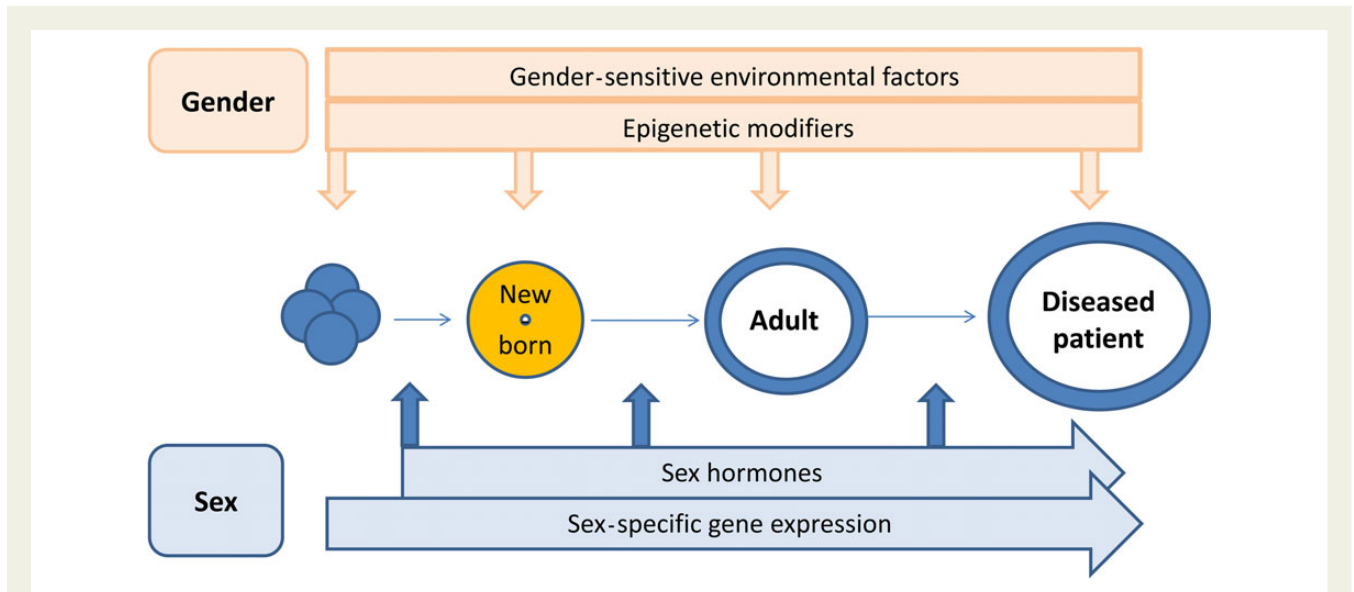 Gender
Gender-sensitive environmental factors
Epigenetic modifiers
New
born
Adult
Diseased
patient
Sex
Sex hormones
Sex-specific gene expression